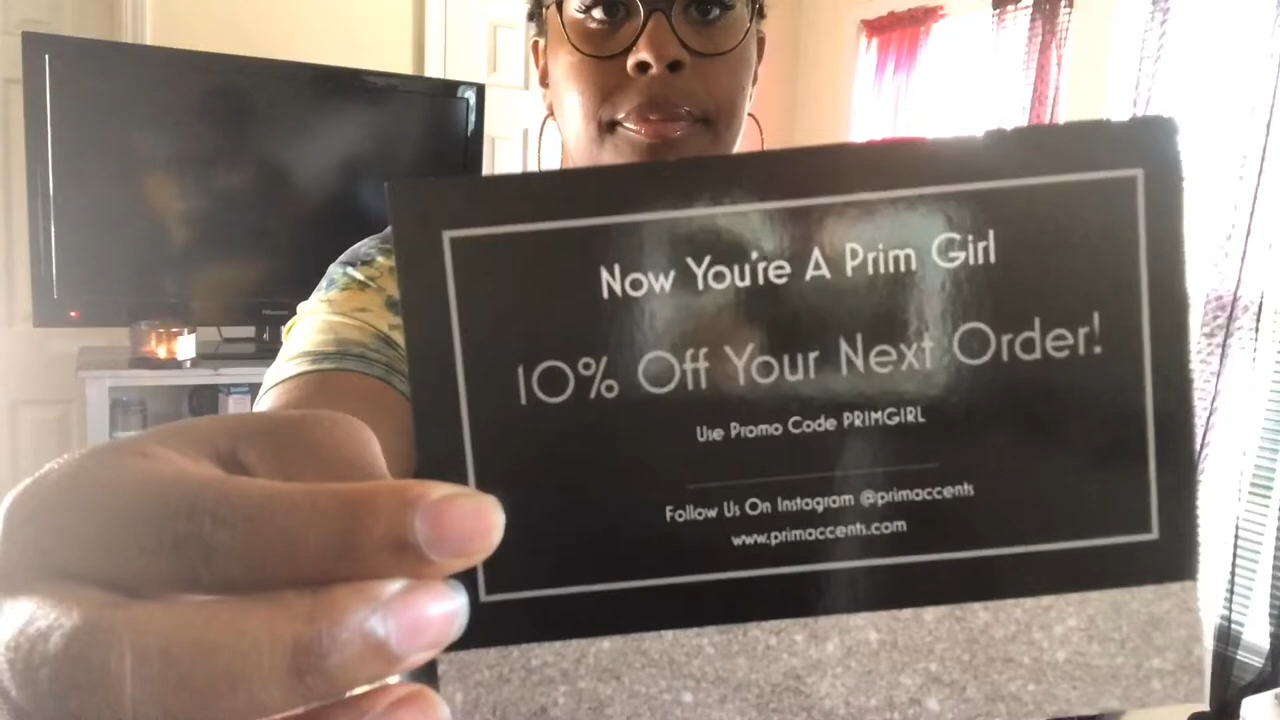 Now You're A Prim Girl
10% Off Your Next Order!
Use Promo Code PRIMGIRL
Follow Us On Instagram @primaccents
www.primaccents.com
Hisense